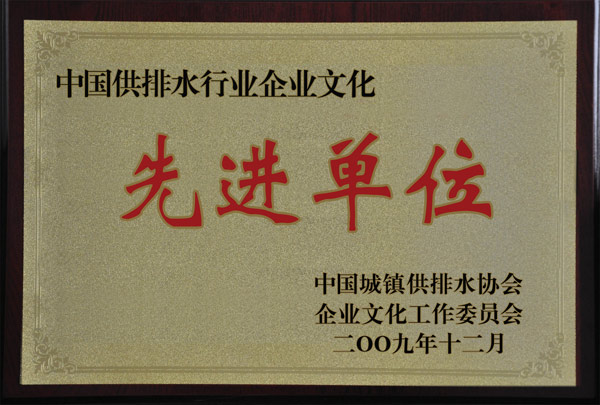 中国供排水行业企业文化
先进单位
中国城镇供排水协会
企业文化工作委员会
二OO九年十二月